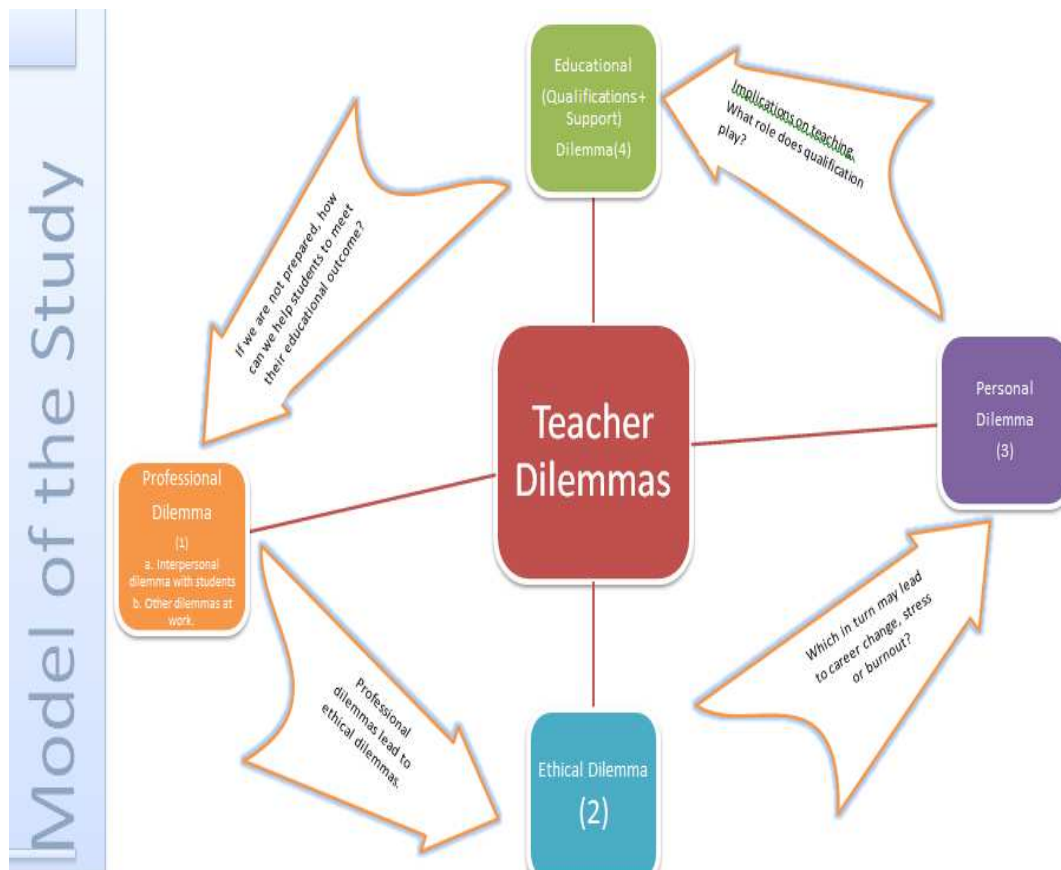 Model of the Study
Educational
(Qualifications+
Support)
Dilemma(4)
Implications on teaching.
What role does qualification
play?
If we are not prepared, how
can we help students to meet
their educational outcome?
Teacher
Dilemmas
Personal
Dilemma
(3)
Professional
Dilemma
(1)
a. Interpersonal
dilemma with students
b. Other dilemmas at
work.
Which in turn may lead
to career change, stress
or burnout?
Professional
dilemmas lead to
ethical dilemmas.
Ethical Dilemma
(2)